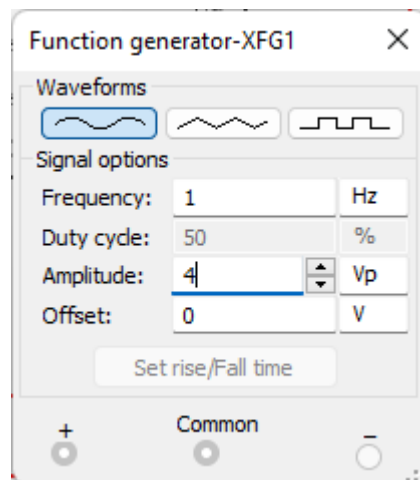 Function generator-XFG1
Waveforms
Signal options
Frequency: 1 Hz
Duty cycle: 50 %
Amplitude: 4 Vp
Offset: 0 V
Set rise/Fall time
+ Common −